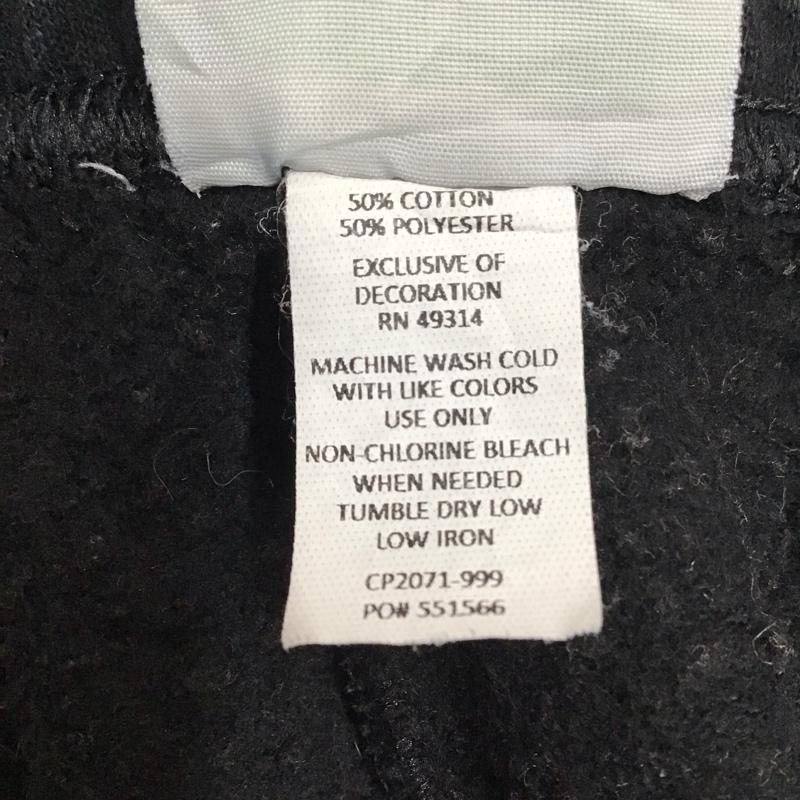 50% COTTON
50% POLYESTER
EXCLUSIVE OF
DECORATION
RN 49314
MACHINE WASH COLD
WITH LIKE COLORS
USE ONLY
NON-CHLORINE BLEACH
WHEN NEEDED
TUMBLE DRY LOW
LOW IRON
CP2071-999
PO# 551566